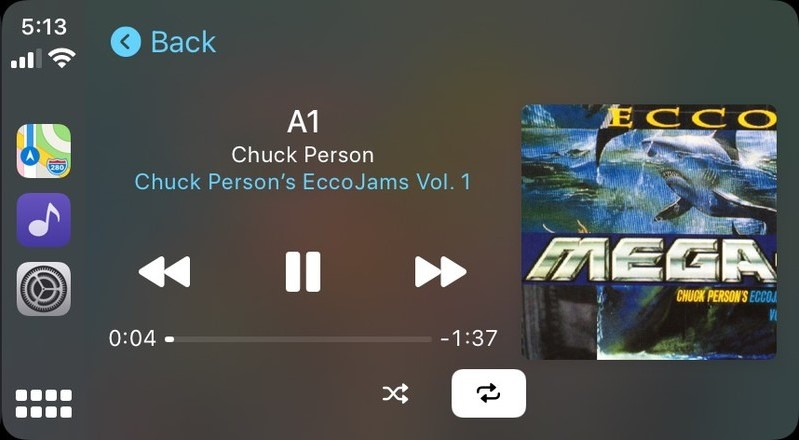 5:13
Back
A1
Chuck Person
Chuck Person's EccoJams Vol. 1
0:04
-1:37
280
ECCO
MEGA
CHUCK PERSON'S ECCOJ